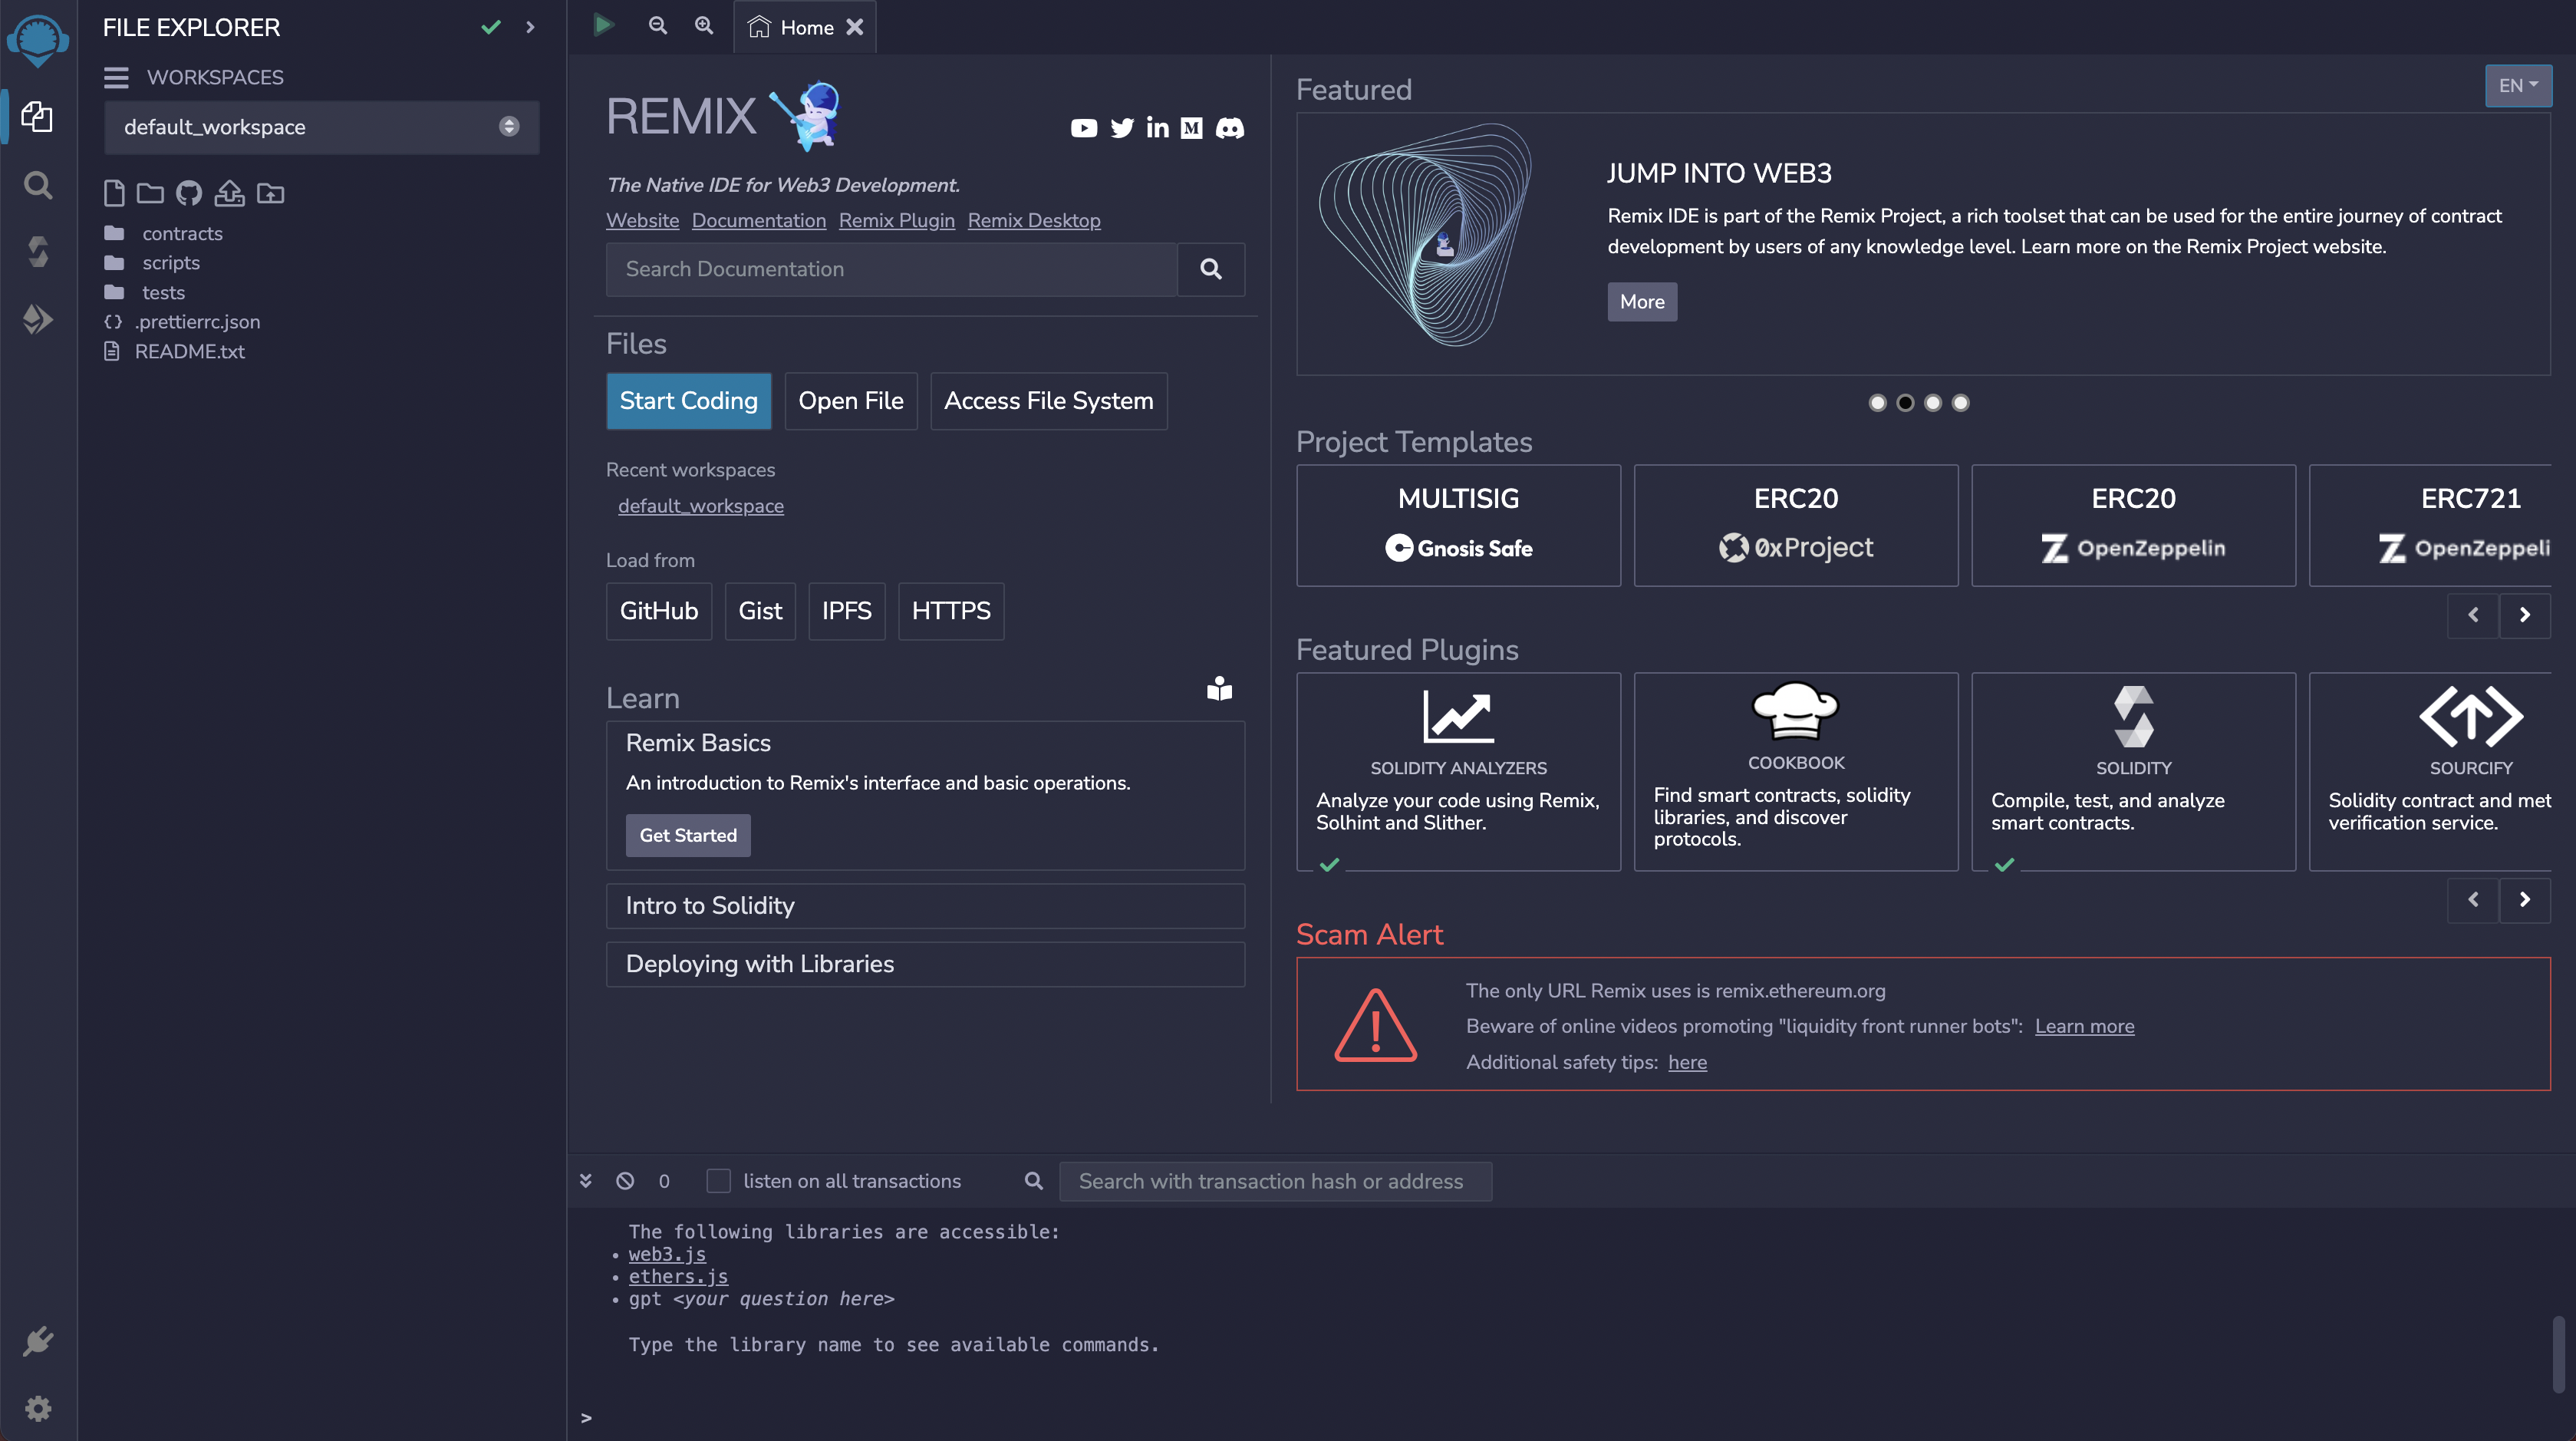 FILE EXPLORER
WORKSPACES
default_workspace
contracts
scripts
tests
.prettierrc.json
README.txt
Home
REMIX
The Native IDE for Web3 Development.
Website Documentation Remix Plugin Remix Desktop
Search Documentation
Files
Start Coding Open File Access File System
Recent workspaces
default_workspace
Load from
GitHub Gist IPFS HTTPS
Learn
Remix Basics
An introduction to Remix's interface and basic operations.
Get Started
Intro to Solidity
Deploying with Libraries
Featured
EN
JUMP INTO WEB3
Remix IDE is part of the Remix Project, a rich toolset that can be used for the entire journey of contract
development by users of any knowledge level. Learn more on the Remix Project website.
More
Project Templates
MULTISIG
Gnosis Safe
ERC20
0xProject
ERC20
OpenZeppelin
ERC721
OpenZeppeli
Featured Plugins
SOLIDITY ANALYZERS
Analyze your code using Remix,
Solhint and Slither.
COOKBOOK
Find smart contracts, solidity
libraries, and discover
protocols.
SOLIDITY
Compile, test, and analyze
smart contracts.
SOURCIFY
Solidity contract and met
verification service.
Scam Alert
The only URL Remix uses is remix.ethereum.org
Beware of online videos promoting "liquidity front runner bots": Learn more
Additional safety tips: here
0 listen on all transactions
Search with transaction hash or address
The following libraries are accessible:
• web3.js
• ethers.js
• gpt <your question here>
Type the library name to see available commands.
>